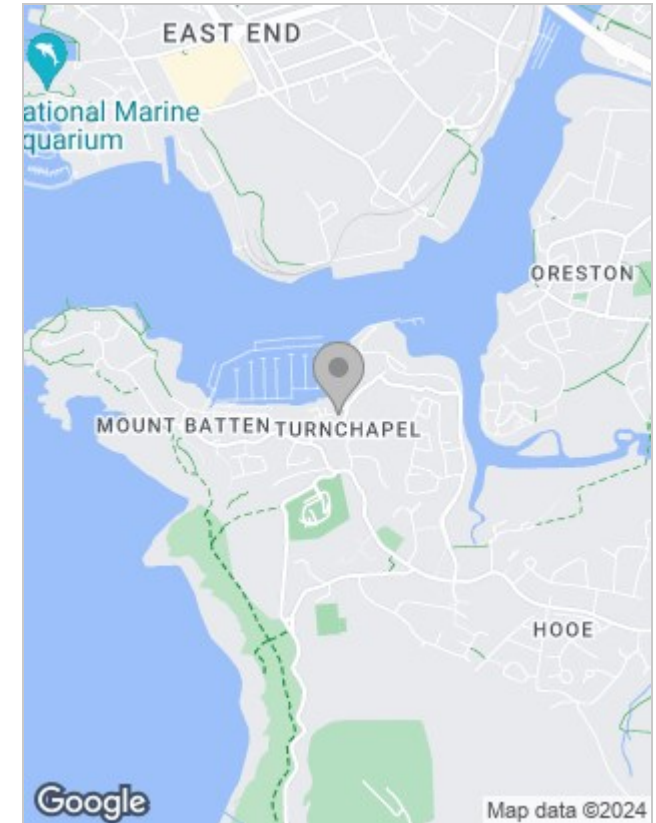 EAST END
ational Marine
quarium
ORESTON
MOUNT BATTEN
TURNCHAPEL
HOOE
Google
Map data ©2024